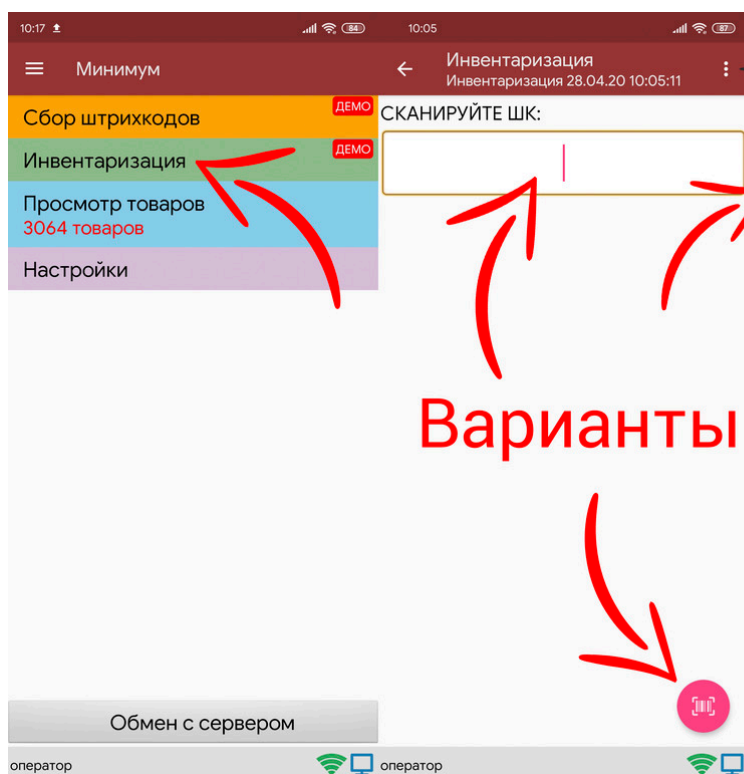 10:17
84
Минимум
Сбор штрихкодов
ДЕМО
Инвентаризация
ДЕМО
Просмотр товаров
3064 товаров
Настройки
Обмен с сервером
оператор
10:05
87
Инвентаризация
Инвентаризация 28.04.20 10:05:11
СКАНИРУЙТЕ ШК:
Варианты
оператор